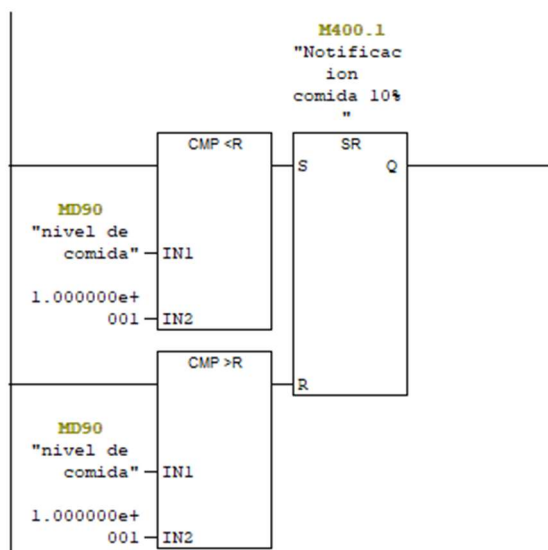 M400.1
"Notificac
ion
comida 10%
"
CMP <R
SR
S
Q
MD90
"nivel de
comida"
IN1
1.000000e+
001
IN2
CMP >R
R
MD90
"nivel de
comida"
IN1
1.000000e+
001
IN2